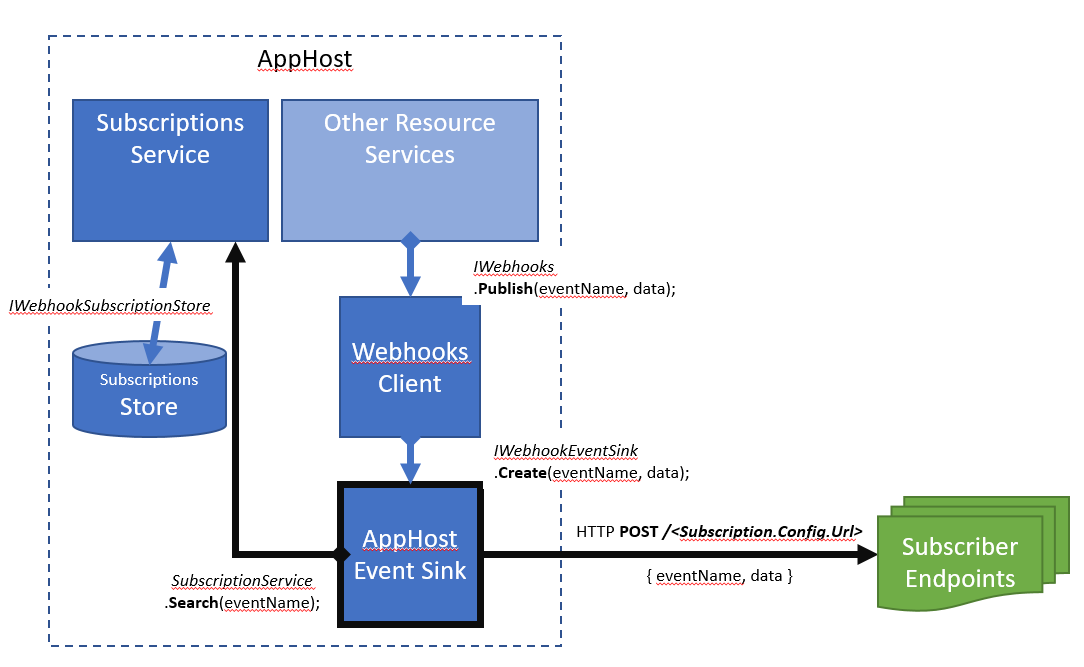 AppHost
Subscriptions
Service
Other Resource
Services
IWebhooks
.Publish(eventName, data);
IWebhookSubscriptionStore
Webhooks
Client
Subscriptions
Store
IWebhookEventSink
.Create(eventName, data);
AppHost
Event Sink
HTTP POST /<Subscription.Config.Url>
{ eventName, data }
Subscriber
Endpoints
SubscriptionService
.Search(eventName);